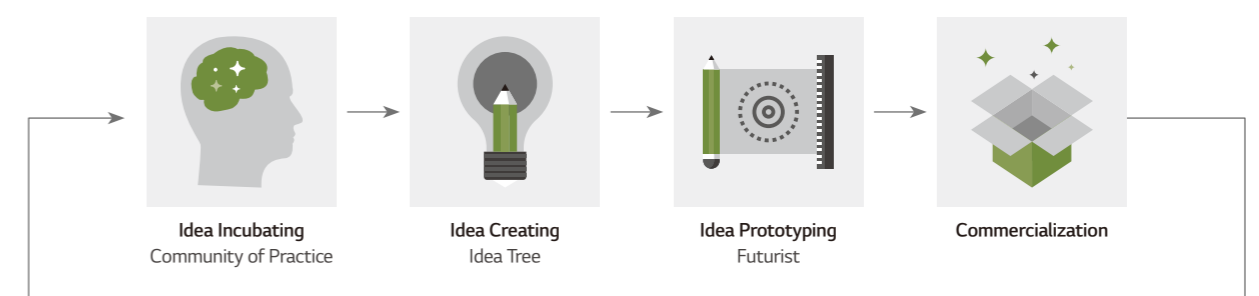 Idea Incubating
Community of Practice
Idea Creating
Idea Tree
Idea Prototyping
Futurist
Commercialization